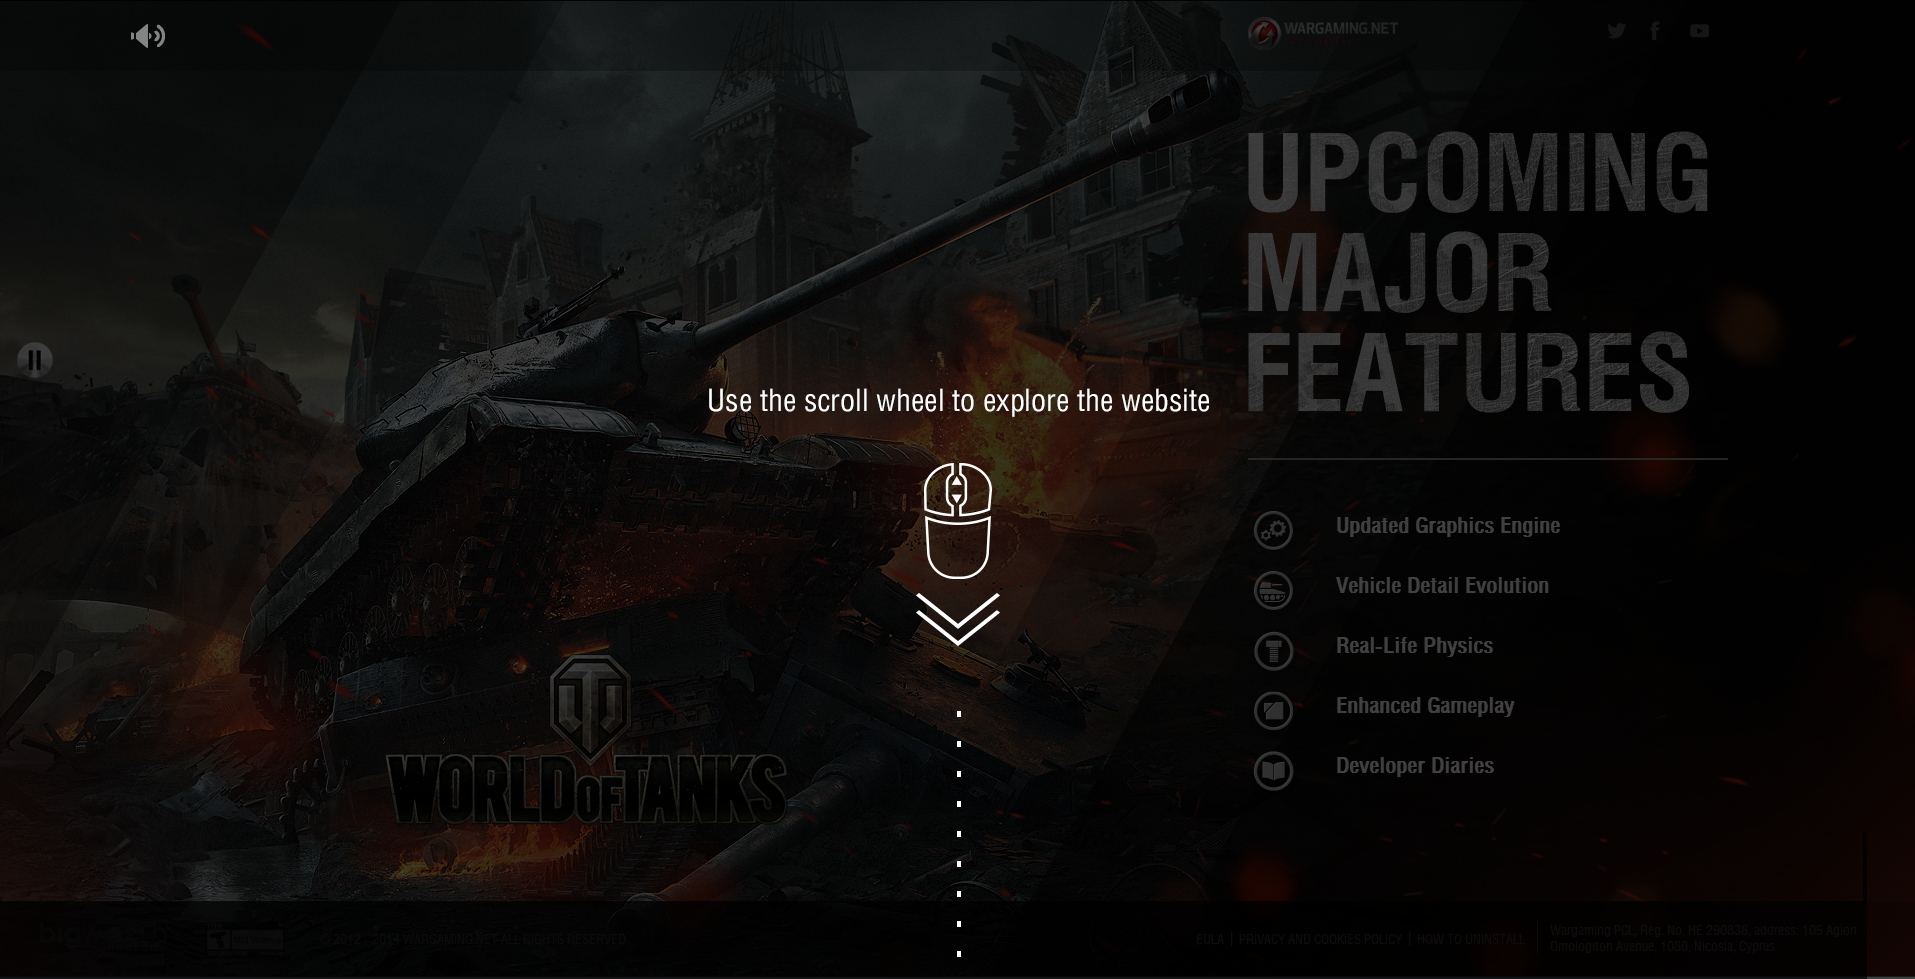 WARGAMING.NET
UPCOMING
MAJOR
FEATURES
Use the scroll wheel to explore the website
Updated Graphics Engine
Vehicle Detail Evolution
Real-Life Physics
Enhanced Gameplay
Developer Diaries
WORLD OF TANKS
© 2012 - 2014 WARGAMING.NET ALL RIGHTS RESERVED.
EULA | PRIVACY AND COOKIES POLICY | HOW TO UNINSTALL
Wargaming PCL, Reg. No. HE 290838, address: 105 Agion
Omologrion Avenue, 1080, Nicosia, Cyprus